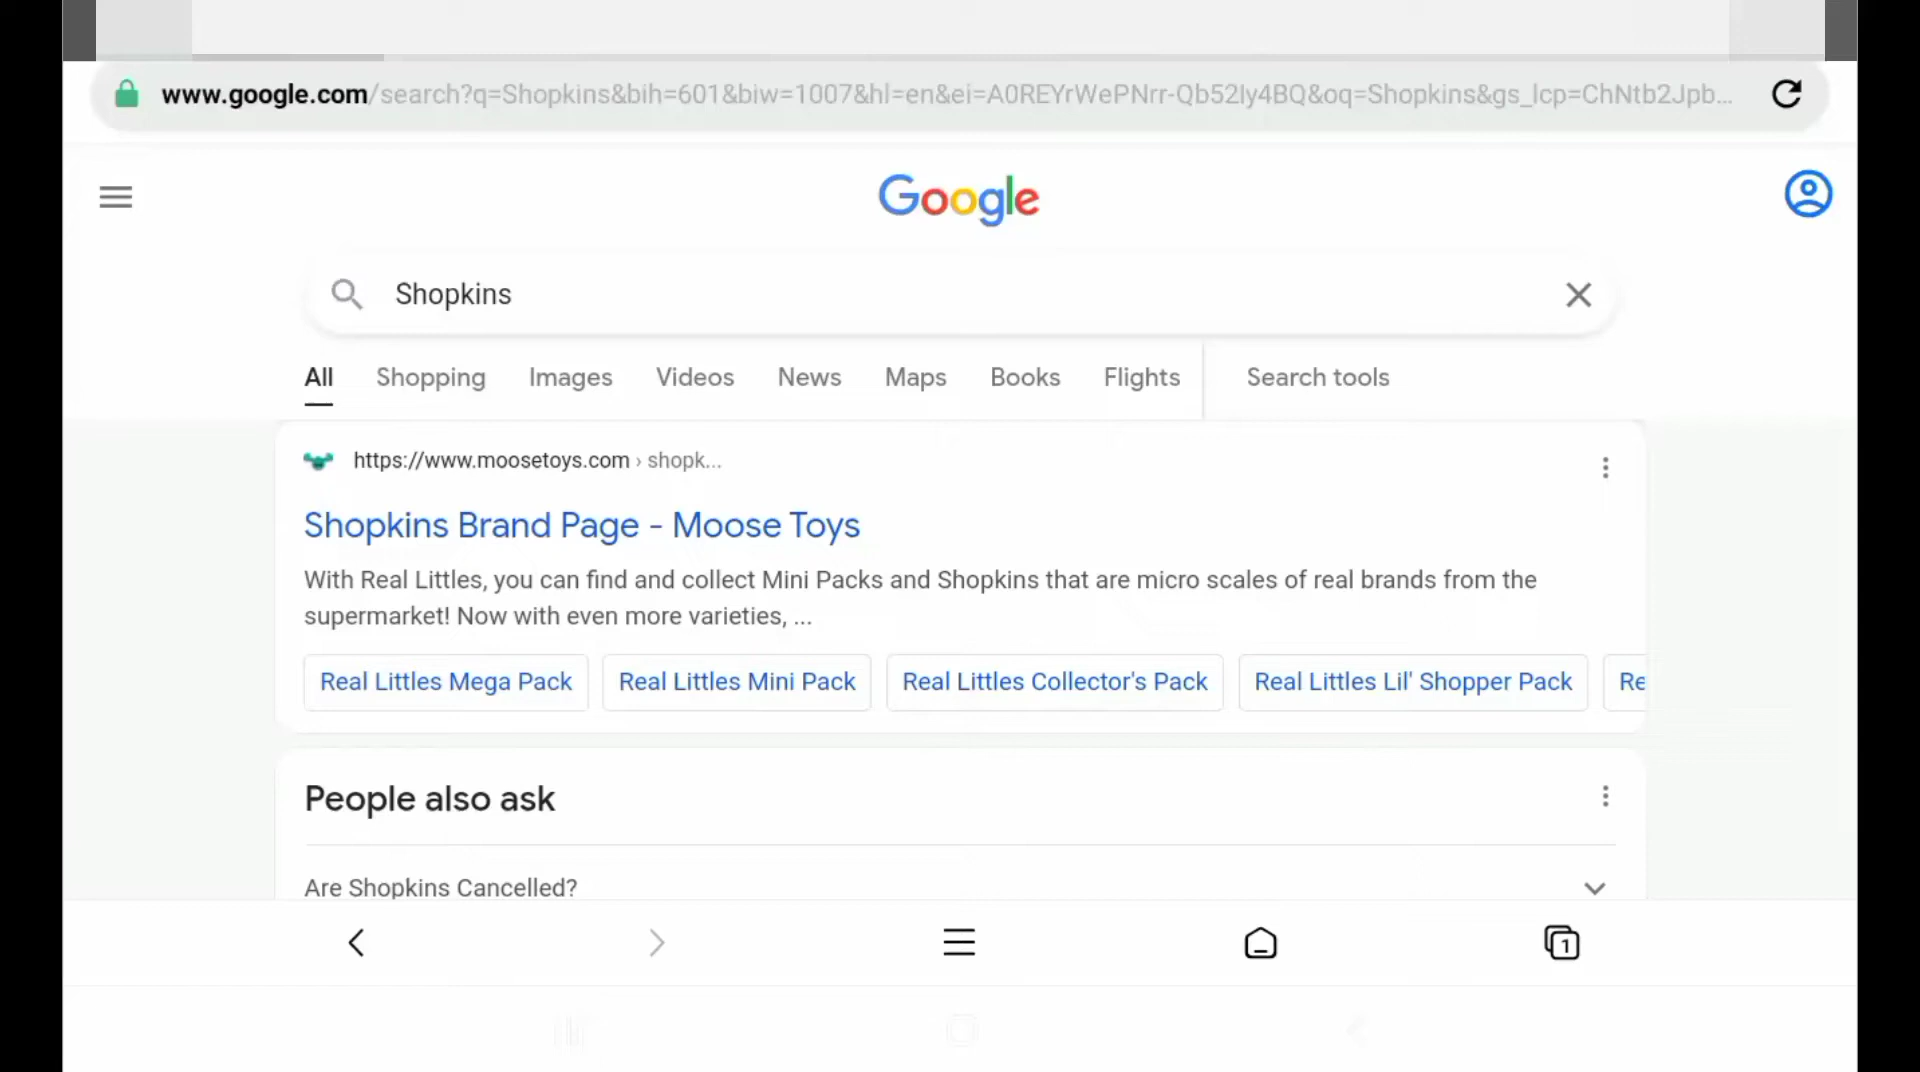 www.google.com/search?q=Shopkins&bih=601&biw=1007&hl=en&ei=A0REYrWePNrr-Qb52Iy4BQ&oq=Shopkins&gs_lcp=ChNtb2Jpb...
Google
Shopkins
All Shopping Images Videos News Maps Books Flights Search tools
https://www.moosetoys.com › shopk...
Shopkins Brand Page - Moose Toys
With Real Littles, you can find and collect Mini Packs and Shopkins that are micro scales of real brands from the
supermarket! Now with even more varieties, ...
Real Littles Mega Pack Real Littles Mini Pack Real Littles Collector's Pack Real Littles Lil' Shopper Pack Re
People also ask
Are Shopkins Cancelled?
1